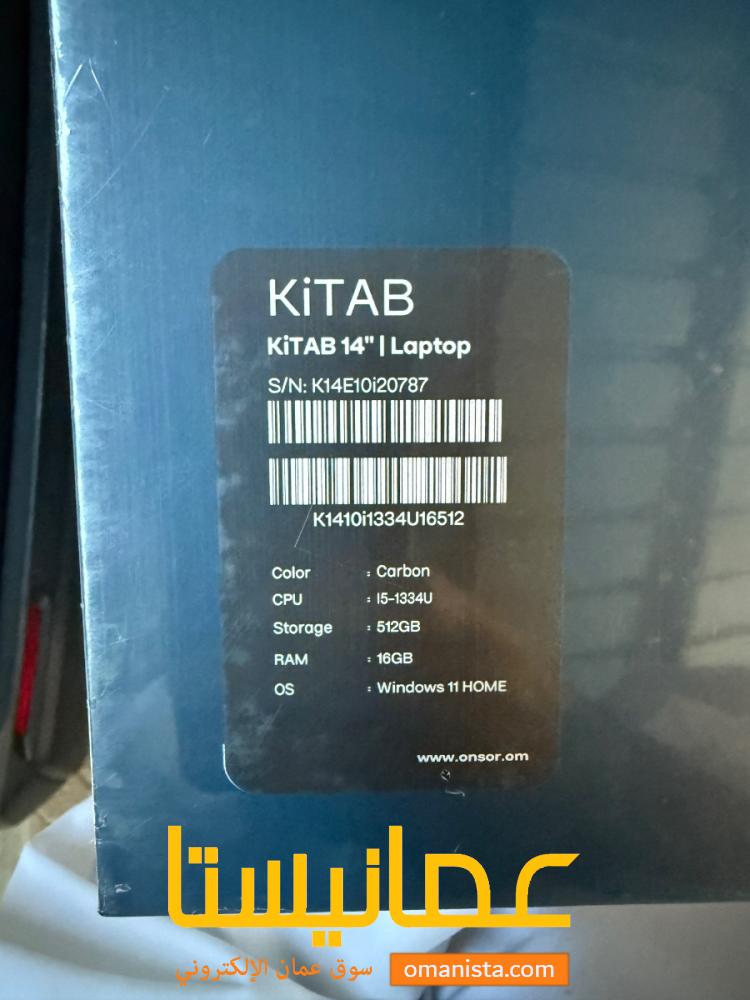 KiTAB
KiTAB 14" | Laptop
S/N: K14E10i20787
K1410i1334U16512
Color : Carbon
CPU : I5-1334U
Storage : 512GB
RAM : 16GB
OS : Windows 11 HOME
www.onsor.om
عمانيستا
سوق عمان الإلكتروني omanista.com